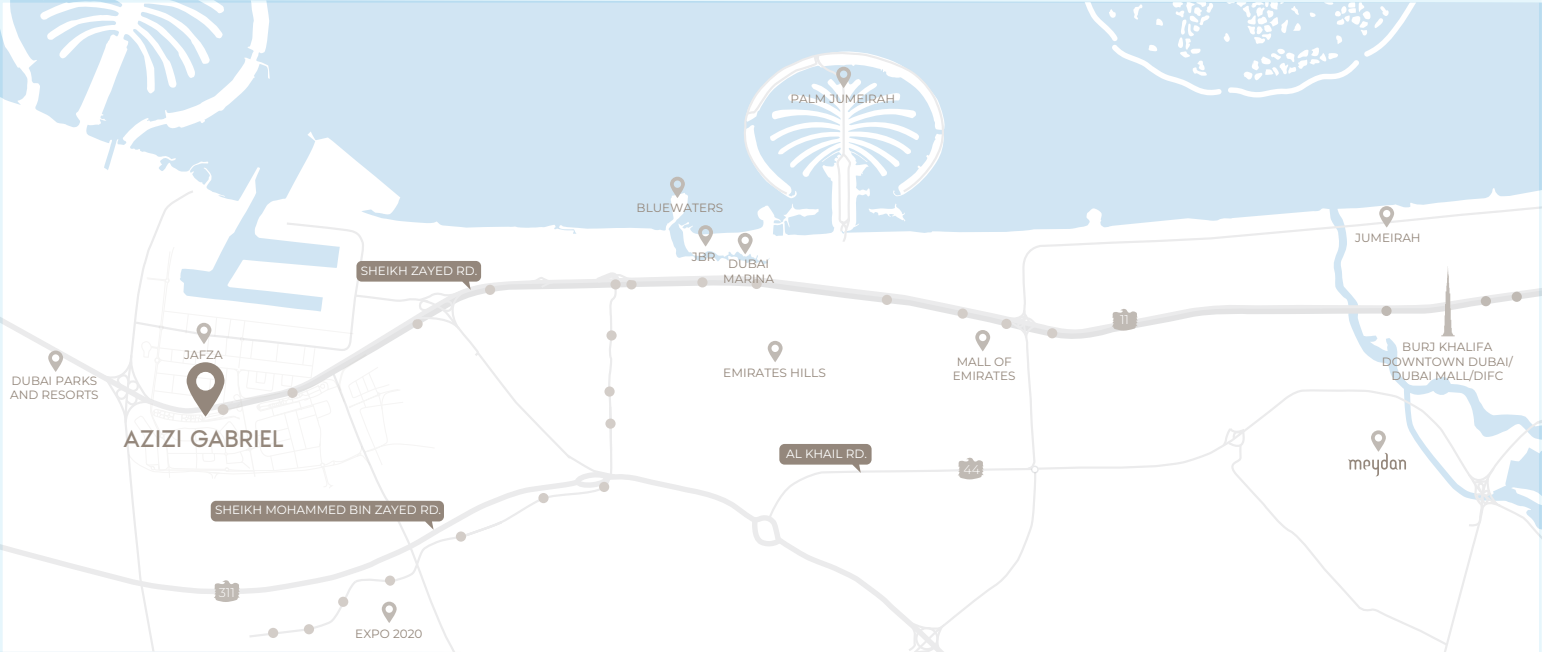 PALM JUMEIRAH
BLUEWATERS
JBR
DUBAI
MARINA
JUMEIRAH
SHEIKH ZAYED RD.
11
JAFZA
DUBAI PARKS
AND RESORTS
EMIRATES HILLS
MALL OF
EMIRATES
BURJ KHALIFA
DOWNTOWN DUBAI/
DUBAI MALL/DIFC
AZIZI GABRIEL
AL KHAIL RD.
44
meydan
SHEIKH MOHAMMED BIN ZAYED RD.
311
EXPO 2020